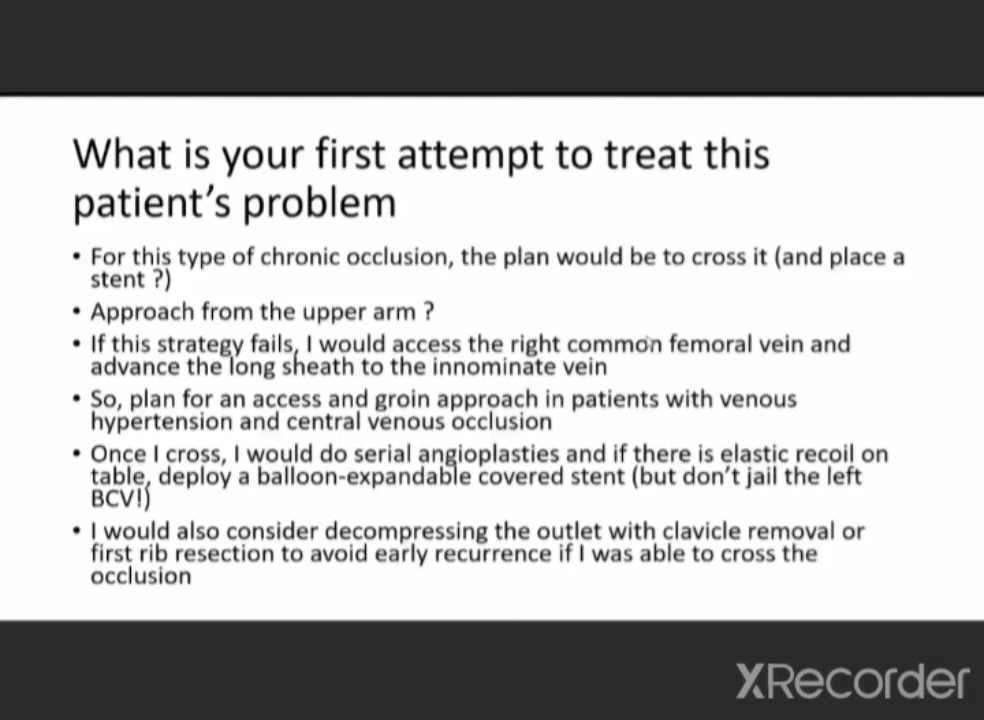 What is your first attempt to treat this
patient's problem
• For this type of chronic occlusion, the plan would be to cross it (and place a
stent ?)
• Approach from the upper arm ?
• If this strategy fails, I would access the right common femoral vein and
advance the long sheath to the innominate vein
• So, plan for an access and groin approach in patients with venous
hypertension and central venous occlusion
• Once I cross, I would do serial angioplasties and if there is elastic recoil on
table, deploy a balloon-expandable covered stent (but don't jail the left
BCV!)
• I would also consider decompressing the outlet with clavicle removal or
first rib resection to avoid early recurrence if I was able to cross the
occlusion
XRecorder